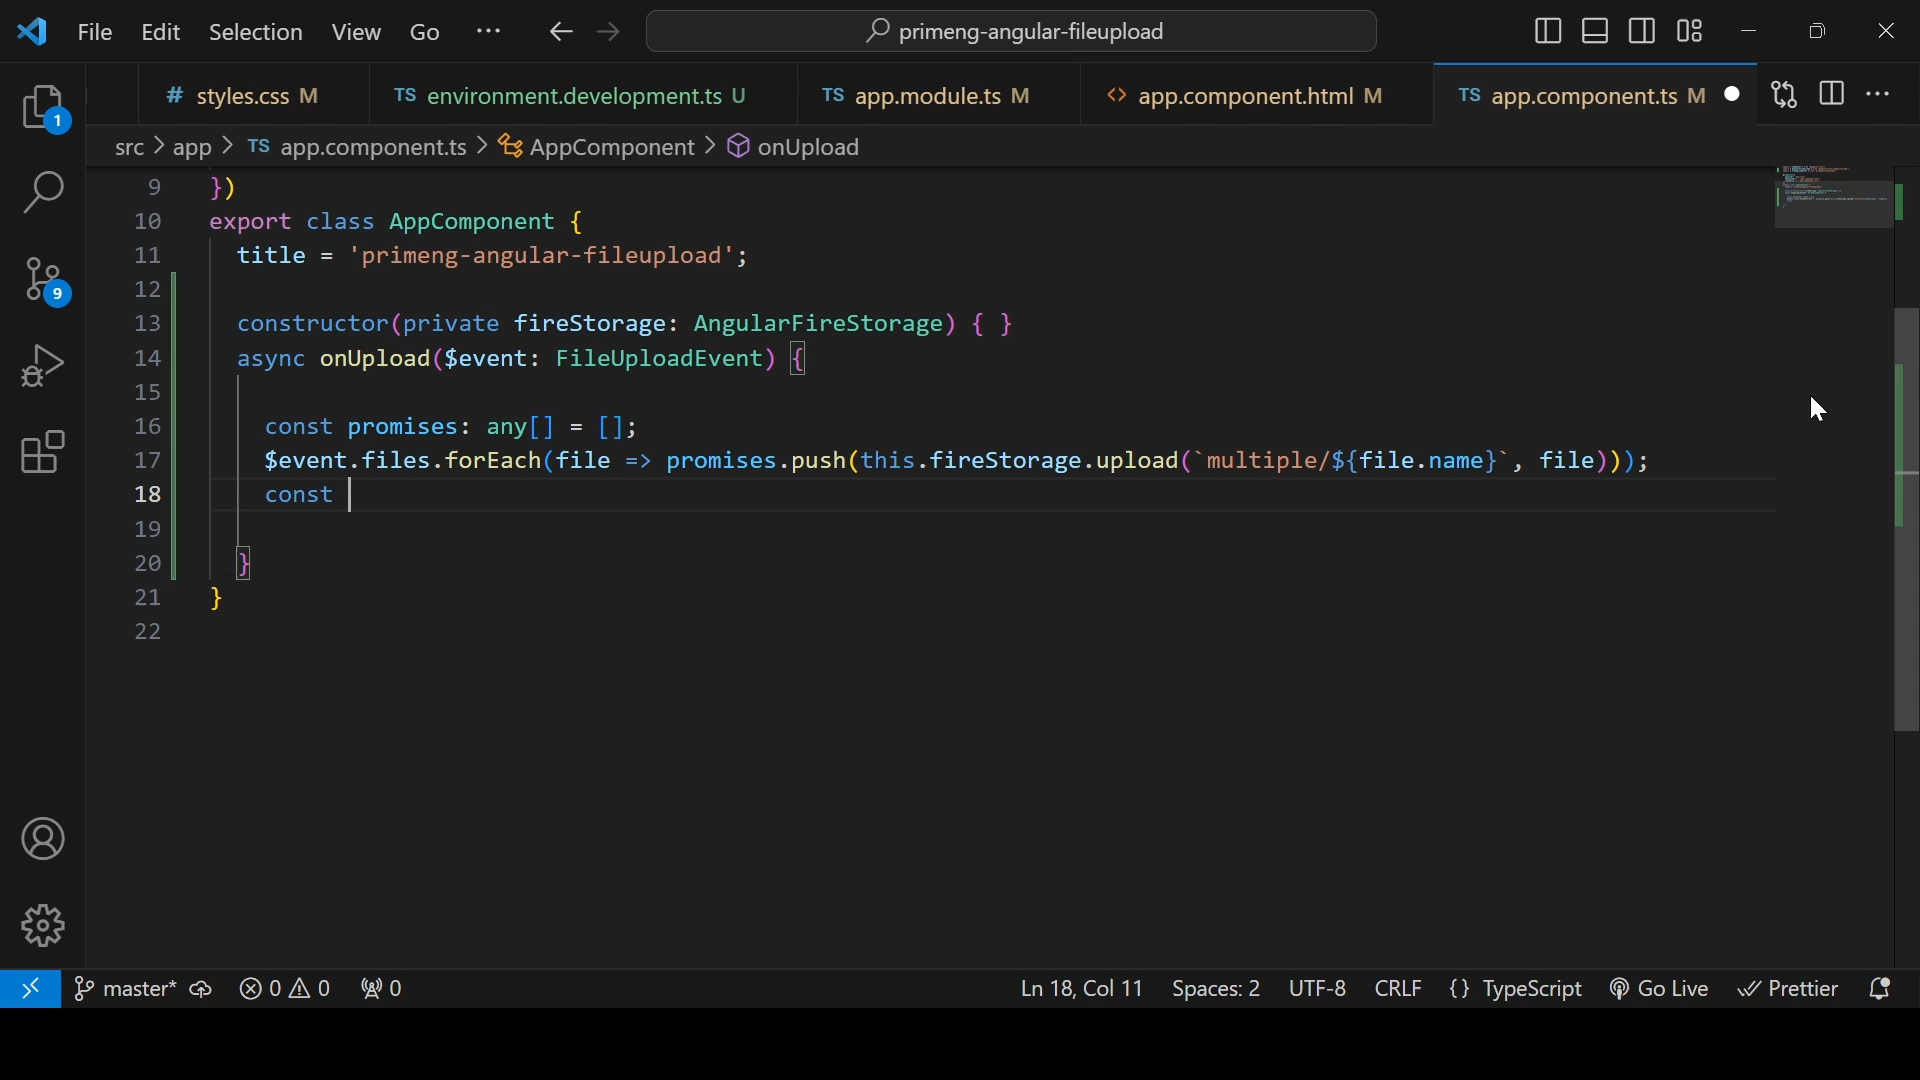 File Edit Selection View Go ··· primeng-angular-fileupload
# styles.css M TS environment.development.ts U TS app.module.ts M <> app.component.html M TS app.component.ts M
1
src > app > TS app.component.ts > AppComponent > onUpload
9 })
10 export class AppComponent {
11 title = 'primeng-angular-fileupload';
12
13 constructor(private fireStorage: AngularFireStorage) { }
14 async onUpload($event: FileUploadEvent) {
15
16 const promises: any[] = [];
17 $event.files.forEach(file => promises.push(this.fireStorage.upload(`multiple/${file.name}`, file)));
18 const
19
20 }
21 }
22
9
master* 0 0 0 Ln 18, Col 11 Spaces: 2 UTF-8 CRLF {} TypeScript Go Live Prettier